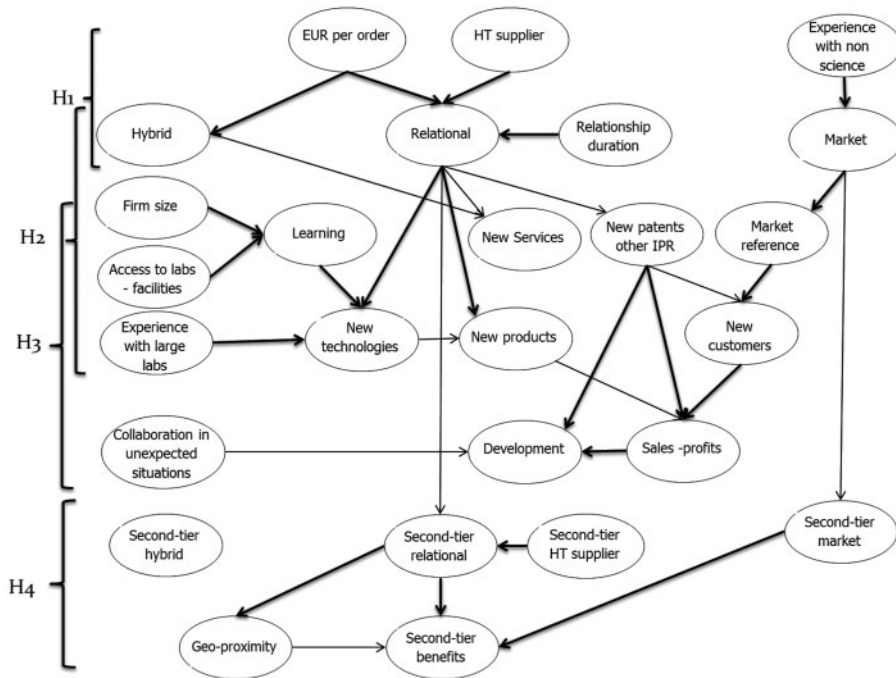 EUR per order
HT supplier
Experience
with non
science
H1
Hybrid
Relational
Relationship
duration
Market
Firm size
Learning
New Services
New patents
other IPR
Market
reference
H2
Access to labs
- facilities
H3
Experience
with large
labs
New
technologies
New products
New
customers
Collaboration in
unexpected
situations
Development
Sales -profits
Second-tier
hybrid
Second-tier
relational
Second-tier
HT supplier
Second-tier
market
H4
Geo-proximity
Second-tier
benefits